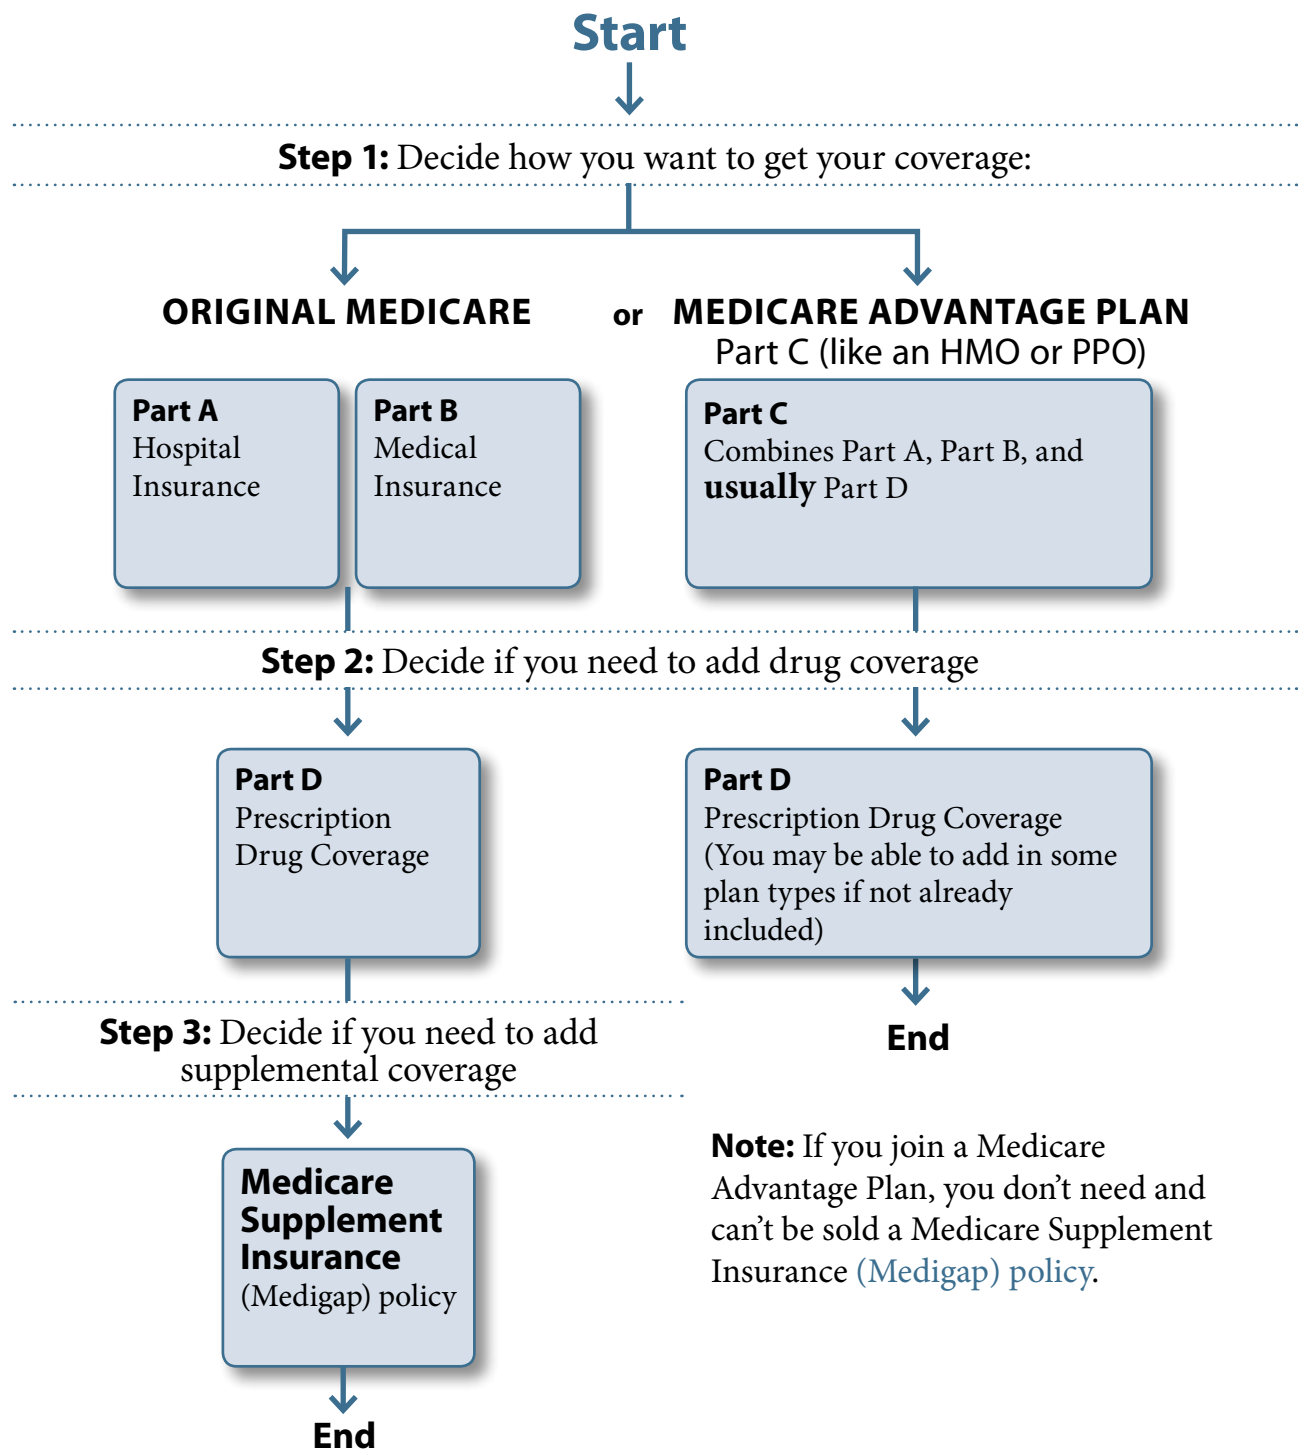 Start
Step 1: Decide how you want to get your coverage:
ORIGINAL MEDICARE
or
MEDICARE ADVANTAGE PLAN
Part C (like an HMO or PPO)
Part A
Hospital
Insurance
Part B
Medical
Insurance
Part C
Combines Part A, Part B, and
usually Part D
Step 2: Decide if you need to add drug coverage
Part D
Prescription
Drug Coverage
Part D
Prescription Drug Coverage
(You may be able to add in some
plan types if not already
included)
Step 3: Decide if you need to add
supplemental coverage
End
Medicare
Supplement
Insurance
(Medigap) policy
End
Note: If you join a Medicare
Advantage Plan, you don’t need and
can’t be sold a Medicare Supplement
Insurance (Medigap) policy.